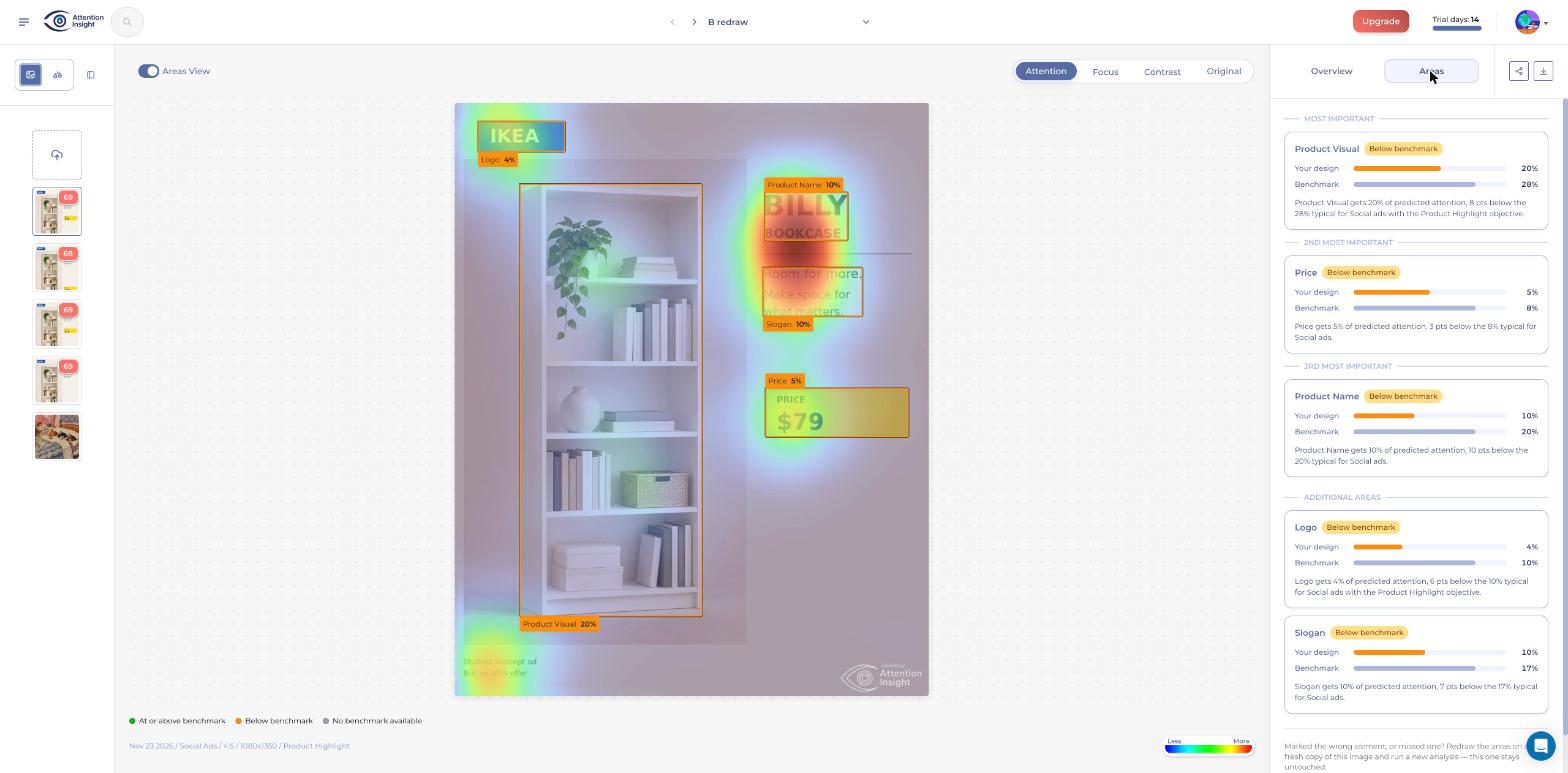 Attention
Insight
B redraw
Upgrade
Trial days: 14
Areas View
Attention
Focus
Contrast
Original
Overview
Areas
69
68
69
69
IKEA
Logo 4%
Product Name 10%
BILLY
BOOKCASE
Room for more.
Make space for
what matters.
Slogan 10%
Price 5%
PRICE
$79
Product Visual 20%
Student concept ad
Not an IKEA offer
powered by
Attention
Insight
At or above benchmark
Below benchmark
No benchmark available
Nov 23 2026 / Social Ads / 4:5 / 1080x1350 / Product Highlight
Less
More
MOST IMPORTANT
Product Visual Below benchmark
Your design 20%
Benchmark 28%
Product Visual gets 20% of predicted attention, 8 pts below the
28% typical for Social ads with the Product Highlight objective.
2ND MOST IMPORTANT
Price Below benchmark
Your design 5%
Benchmark 8%
Price gets 5% of predicted attention, 3 pts below the 8% typical for
Social ads.
3RD MOST IMPORTANT
Product Name Below benchmark
Your design 10%
Benchmark 20%
Product Name gets 10% of predicted attention, 10 pts below the
20% typical for Social ads.
ADDITIONAL AREAS
Logo Below benchmark
Your design 4%
Benchmark 10%
Logo gets 4% of predicted attention, 6 pts below the 10% typical
for Social ads with the Product Highlight objective.
Slogan Below benchmark
Your design 10%
Benchmark 17%
Slogan gets 10% of predicted attention, 7 pts below the 17% typical
for Social ads.
Marked the wrong element, or missed one? Redraw the areas on
fresh copy of this image and run a new analysis — this one stays
untouched.